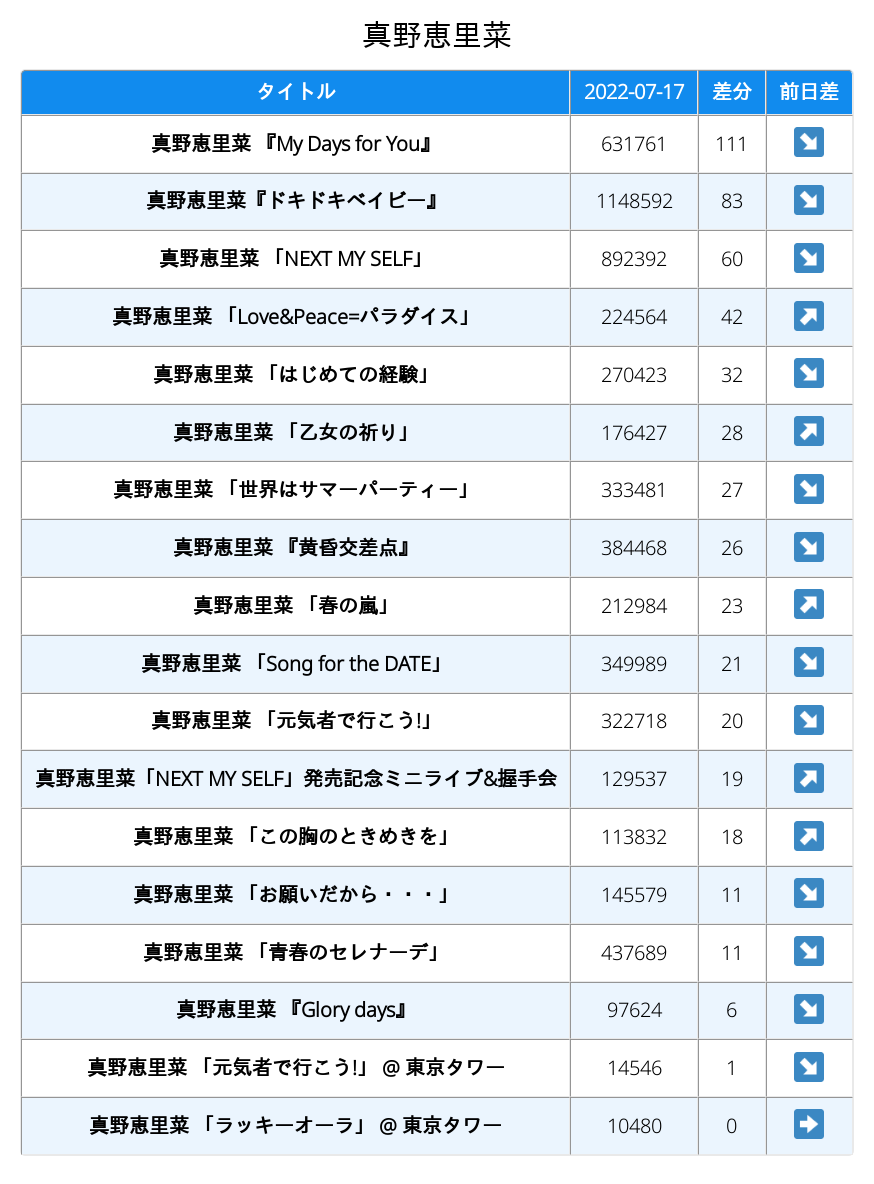 真野恵里菜
タイトル 2022-07-17 差分 前日差
真野恵里菜 『My Days for You』 631761 111 ↘
真野恵里菜『ドキドキベイビー』 1148592 83 ↘
真野恵里菜 「NEXT MY SELF」 892392 60 ↘
真野恵里菜 「Love&Peace=パラダイス」 224564 42 ↗
真野恵里菜 「はじめての経験」 270423 32 ↘
真野恵里菜 「乙女の祈り」 176427 28 ↗
真野恵里菜 「世界はサマーパーティー」 333481 27 ↘
真野恵里菜 『黄昏交差点』 384468 26 ↘
真野恵里菜 「春の嵐」 212984 23 ↗
真野恵里菜 「Song for the DATE」 349989 21 ↘
真野恵里菜 「元気者で行こう!」 322718 20 ↘
真野恵里菜「NEXT MY SELF」発売記念ミニライブ&握手会 129537 19 ↗
真野恵里菜 「この胸のときめきを」 113832 18 ↗
真野恵里菜 「お願いだから・・・」 145579 11 ↘
真野恵里菜 「青春のセレナーデ」 437689 11 ↘
真野恵里菜 『Glory days』 97624 6 ↘
真野恵里菜 「元気者で行こう!」 @ 東京タワー 14546 1 ↘
真野恵里菜 「ラッキーオーラ」 @ 東京タワー 10480 0 ➡